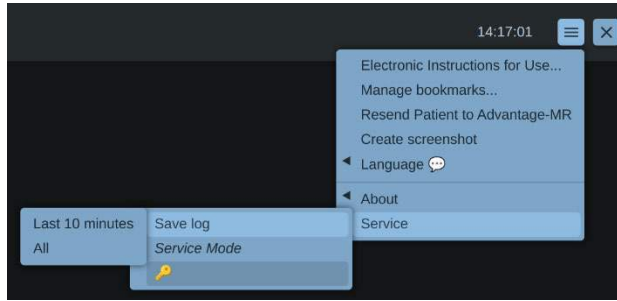 14:17:01
Electronic Instructions for Use...
Manage bookmarks...
Resend Patient to Advantage-MR
Create screenshot
Language
About
Service
Save log
Service Mode
Last 10 minutes
All